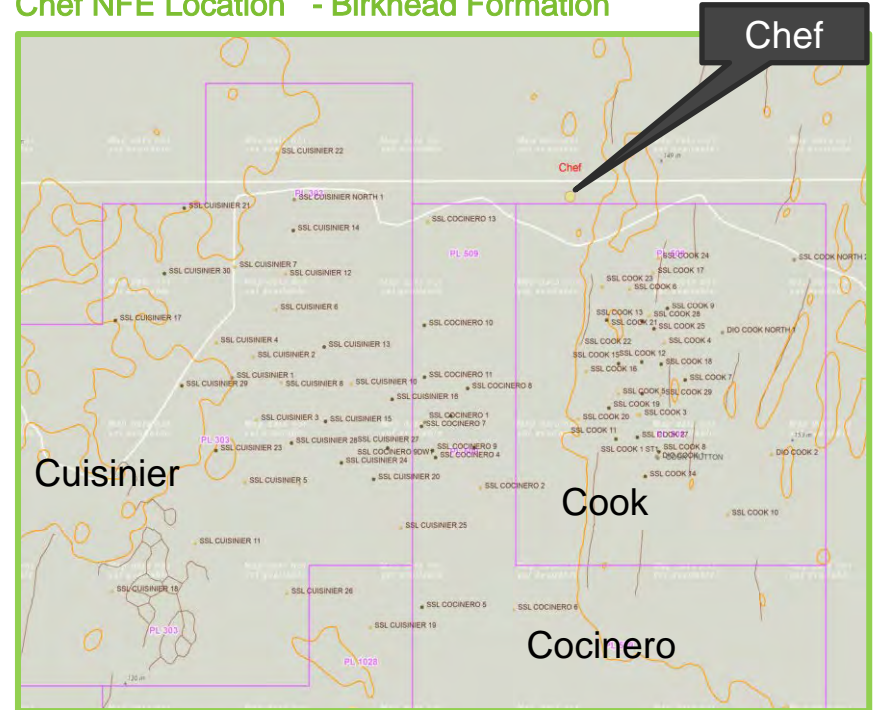 Chef NFE Location - Birkhead Formation
Chef
SSL CUISINIER 22
Chef
149 m
SSL CUISINIER NORTH 1
SSL CUISINIER 21
SSL COCINERO 13
SSL CUISINIER 14
PL 509
SSL COOK 24
SSL COOK NORTH 2
SSL CUISINIER 7
SSL CUISINIER 30
SSL CUISINIER 12
SSL COOK 17
SSL COOK 23
SSL COOK 6
SSL CUISINIER 6
SSL COOK 9
SSL CUISINIER 17
SSL COOK 13
SSL COOK 28
SSL COCINERO 10
SSL COOK 21
SSL COOK 25
DIO COOK NORTH 1
SSL CUISINIER 4
SSL CUISINIER 13
SSL COOK 22
SSL COOK 4
SSL CUISINIER 2
SSL COOK 15
SSL COOK 12
SSL COOK 18
SSL COOK 16
SSL CUISINIER 1
SSL COCINERO 11
SSL COOK 7
SSL CUISINIER 29
SSL CUISINIER 8
SSL CUISINIER 10
SSL COCINERO 8
SSL COOK 5
SSL COOK 29
SSL CUISINIER 16
SSL COOK 19
SSL CUISINIER 3
SSL CUISINIER 15
SSL COCINERO 1
SSL COOK 20
SSL COOK 3
SSL COCINERO 7
SSL COOK 11
SSL COOK 27
PL 303
SSL CUISINIER 23
SSL CUISINIER 28
SSL CUISINIER 27
SSL COCINERO 9DW
SSL COCINERO 9
SSL COOK 1 ST1
SSL COOK 8
SSL COCINERO 4
DIO COOK 2
SSL CUISINIER 24
Cuisinier
SSL CUISINIER 5
SSL CUISINIER 20
SSL COCINERO 2
SSL COOK 14
Cook
SSL COOK 10
SSL CUISINIER 25
SSL CUISINIER 11
SSL CUISINIER 18
SSL CUISINIER 26
SSL COCINERO 5
SSL COCINERO 6
PL 303
SSL CUISINIER 19
Cocinero
PL 1028